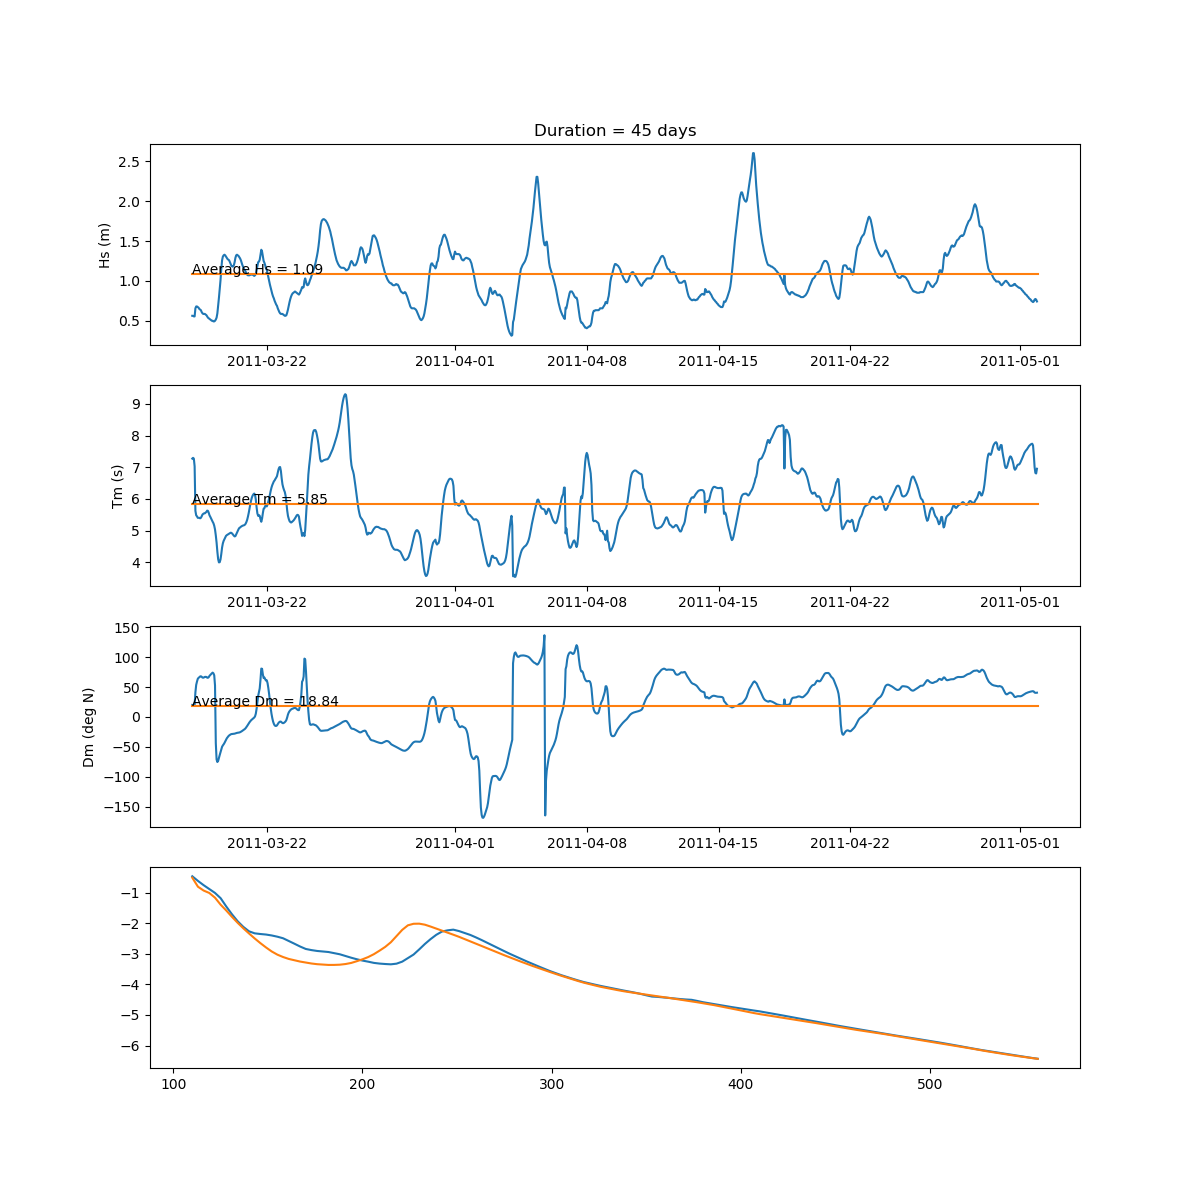 Duration = 45 days
Hs (m)
2.5
2.0
1.5
1.0
0.5
Average Hs = 1.09
2011-03-22 2011-04-01 2011-04-08 2011-04-15 2011-04-22 2011-05-01
Tm (s)
9
8
7
6
5
4
Average Tm = 5.85
2011-03-22 2011-04-01 2011-04-08 2011-04-15 2011-04-22 2011-05-01
Dm (deg N)
150
100
50
0
−50
−100
−150
Average Dm = 18.84
2011-03-22 2011-04-01 2011-04-08 2011-04-15 2011-04-22 2011-05-01
−1
−2
−3
−4
−5
−6
100 200 300 400 500